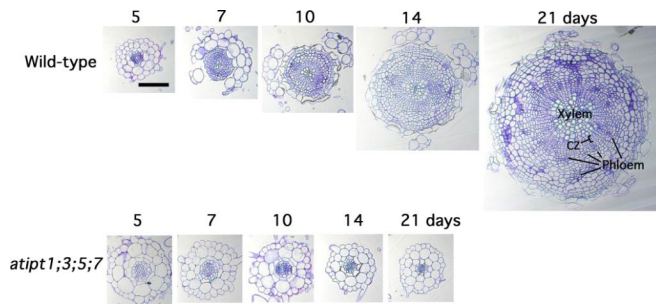 5 7 10 14 21 days
Wild-type
Xylem
CZ
Phloem
5 7 10 14 21 days
atipt1;3;5;7